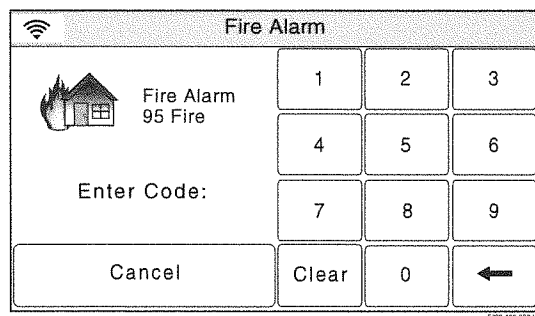 Fire Alarm
Fire Alarm
95 Fire
Enter Code:
1 2 3
4 5 6
7 8 9
Cancel Clear 0